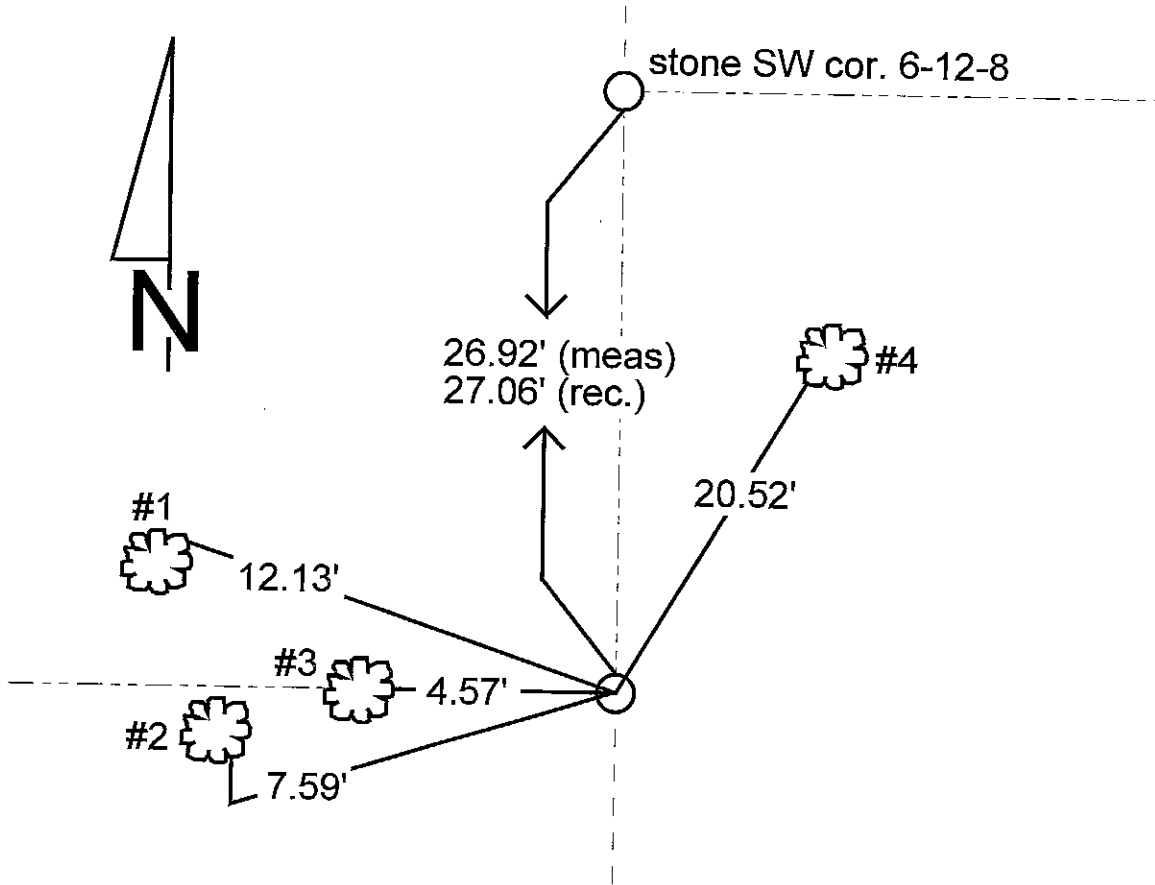 stone SW cor. 6-12-8
N
26.92' (meas)
27.06' (rec.)
#4
20.52'
#1
12.13'
#3
4.57'
#2
7.59'